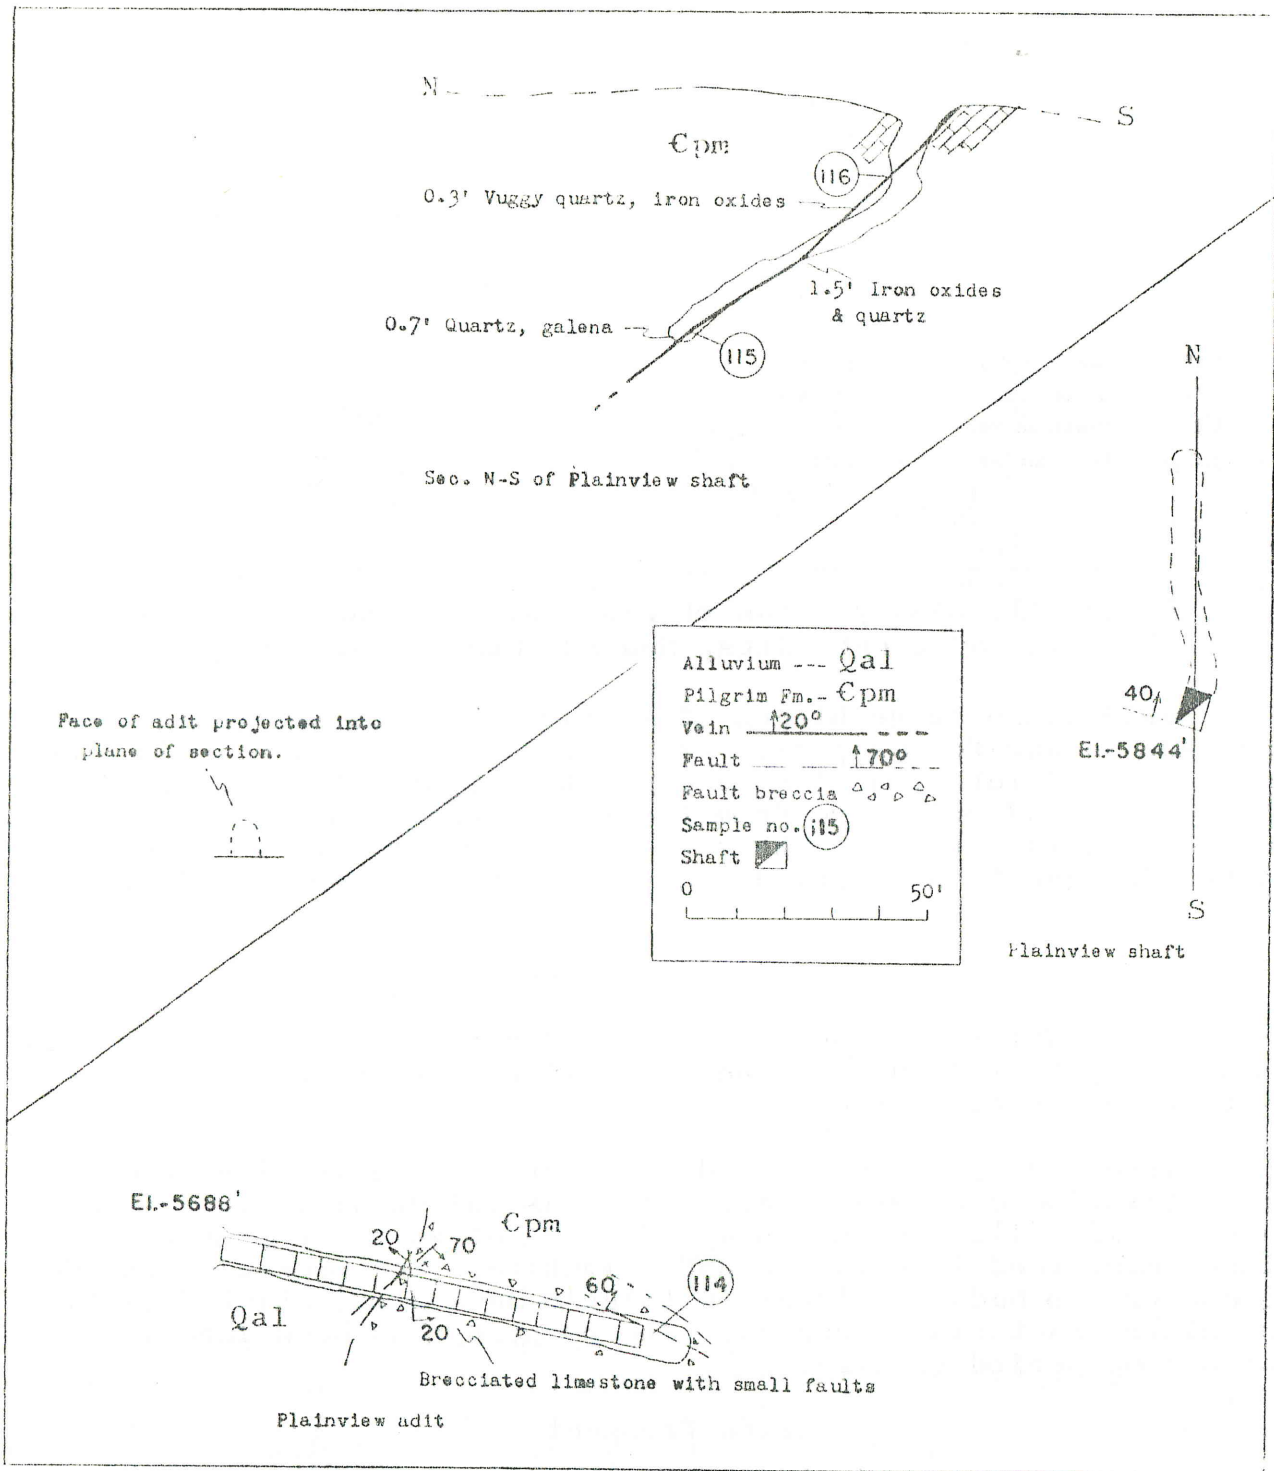 N
S
Єpm
116
0.3' Vuggy quartz, iron oxides
1.5' Iron oxides
& quartz
0.7' Quartz, galena
115
Sec. N-S of Plainview shaft
N
40
El.-5844'
S
Plainview shaft
Face of adit projected into
plane of section.
Alluvium --- Qal
Pilgrim Fm.- Єpm
Vein 20°
Fault 70°
Fault breccia
Sample no. 115
Shaft
0 50'
El.-5688'
Єpm
20
70
60
114
Qal
20
Brecciated limestone with small faults
Plainview adit